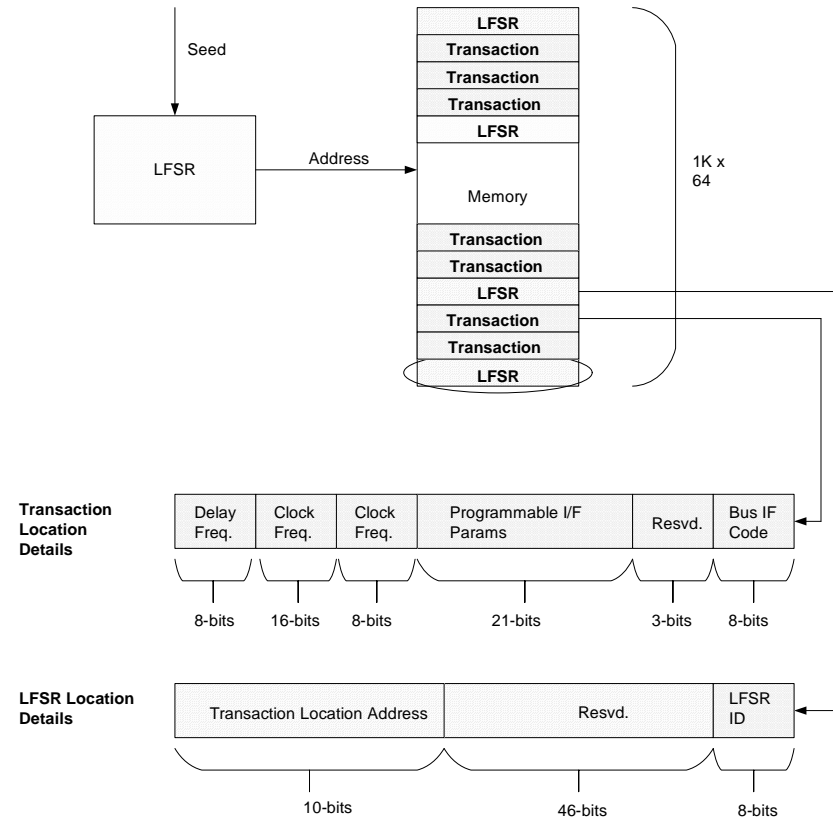 Seed
LFSR
Address
LFSR
Transaction
Transaction
Transaction
LFSR
Memory
Transaction
Transaction
LFSR
Transaction
Transaction
LFSR
1K x
64
Transaction
Location
Details
Delay
Freq.
Clock
Freq.
Clock
Freq.
Programmable I/F
Params
Resvd.
Bus IF
Code
8-bits
16-bits
8-bits
21-bits
3-bits
8-bits
LFSR Location
Details
Transaction Location Address
Resvd.
LFSR
ID
10-bits
46-bits
8-bits